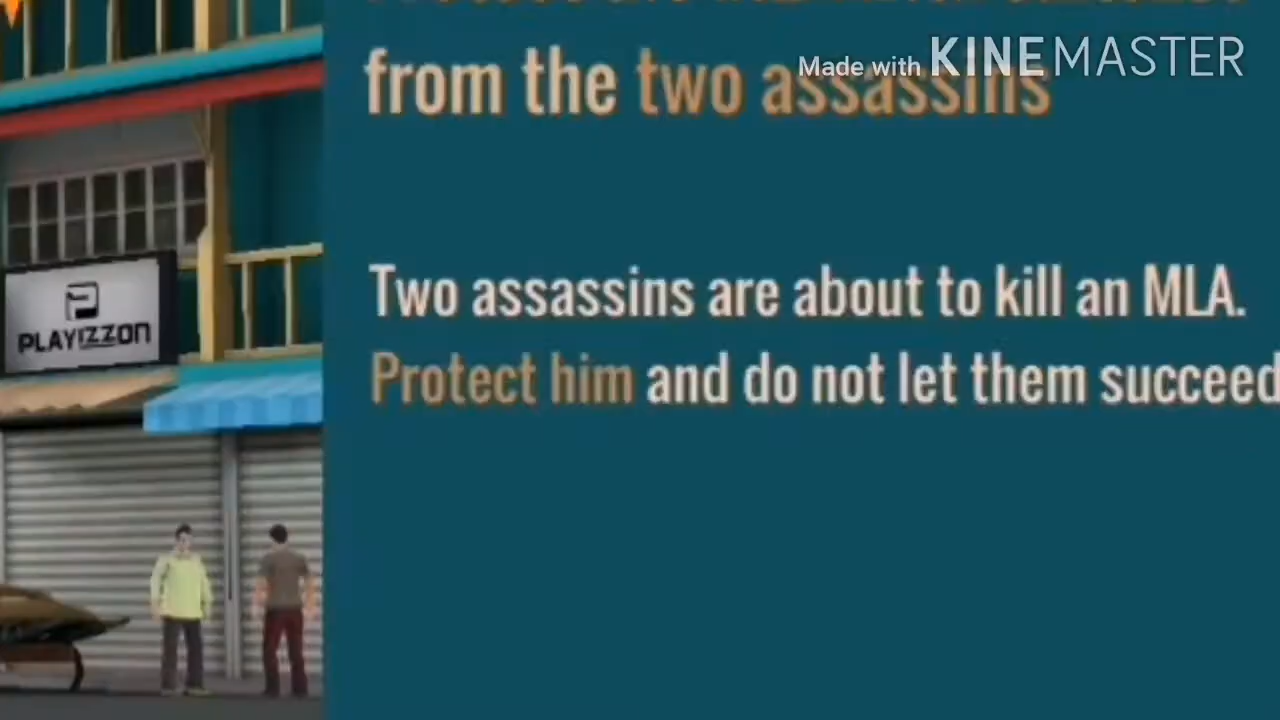 Made with KINEMASTER
from the two assassins
Two assassins are about to kill an MLA.
Protect him and do not let them succeed
PLAYIZZON